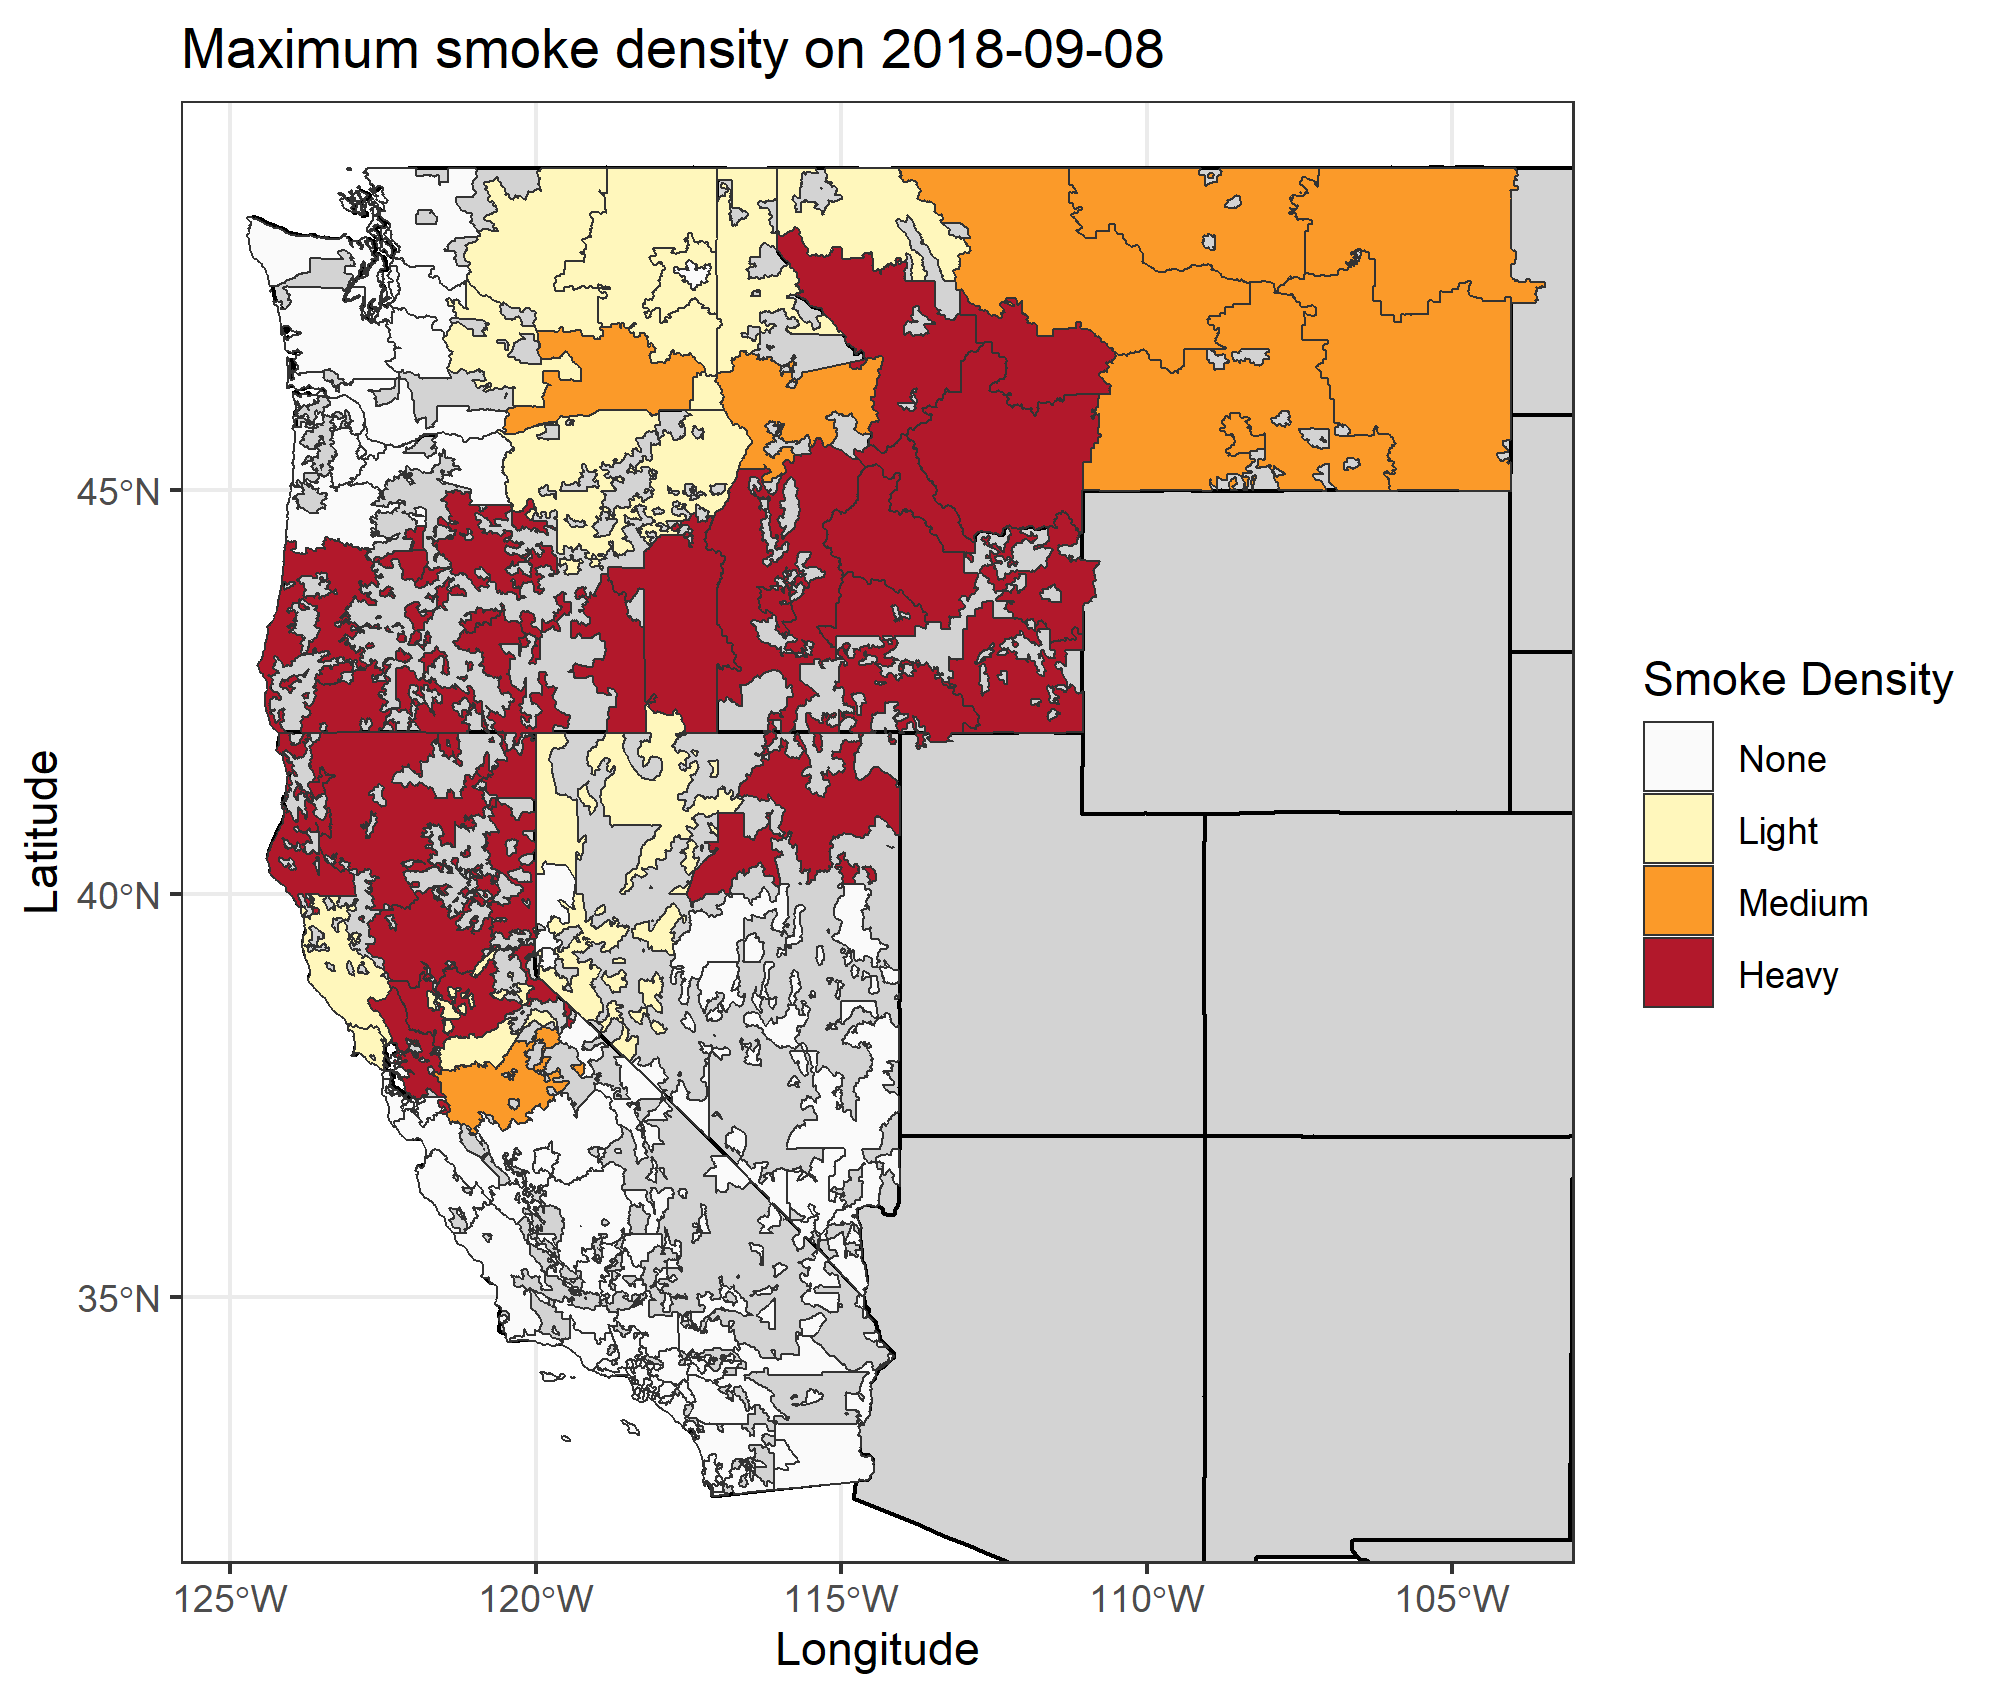 Maximum smoke density on 2018-09-08
45°N
40°N
35°N
Latitude
125°W
120°W
115°W
110°W
105°W
Longitude
Smoke Density
None
Light
Medium
Heavy